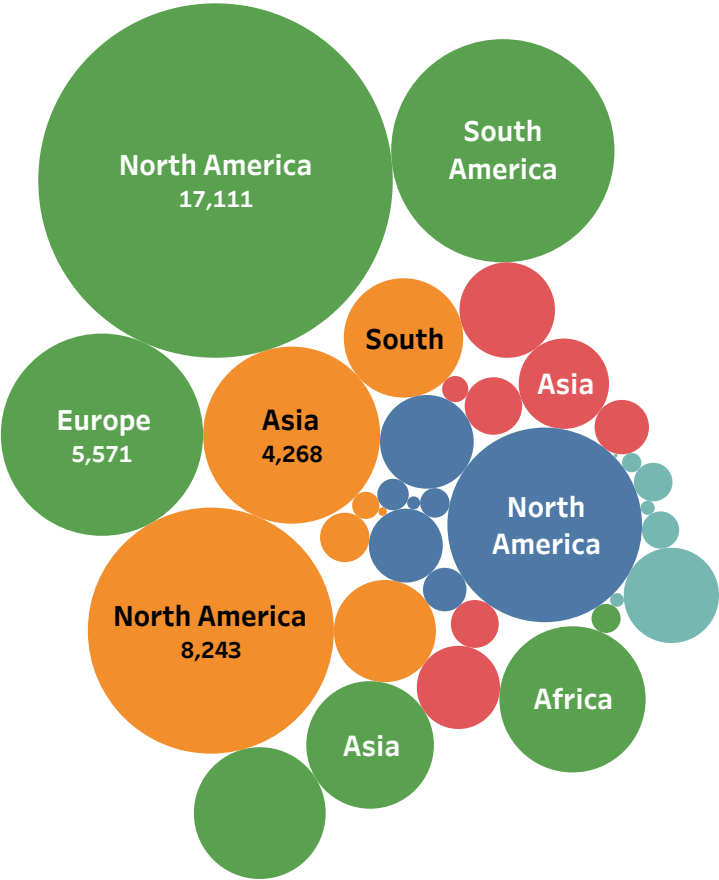 North America
17,111
South
America
South
Asia
Europe
5,571
Asia
4,268
North
America
North America
8,243
Africa
Asia